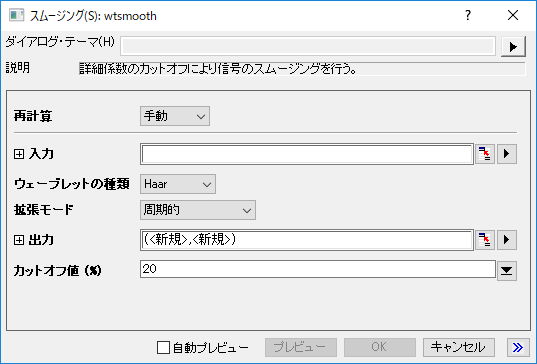 スムージング(S): wtsmooth
ダイアログ・テーマ(H)
説明 詳細係数のカットオフにより信号のスムージングを行う。
再計算 手動
入力
ウェーブレットの種類 Haar
拡張モード 周期的
出力 (<新規>,<新規>)
カットオフ値 (%) 20
自動プレビュー プレビュー OK キャンセル